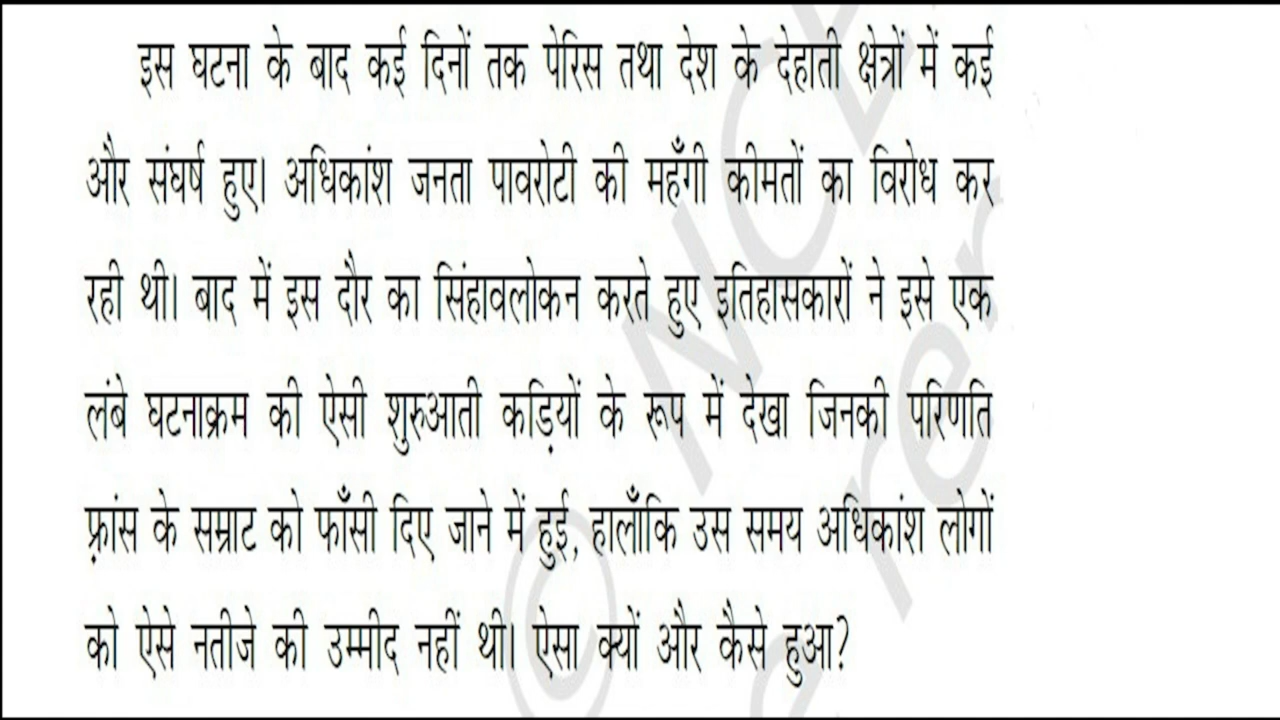 इस घटना के बाद कई दिनों तक पेरिस तथा देश के देहाती क्षेत्रों में कई
और संघर्ष हुए। अधिकांश जनता पावरोटी की महँगी कीमतों का विरोध कर
रही थी। बाद में इस दौर का सिंहावलोकन करते हुए इतिहासकारों ने इसे एक
लंबे घटनाक्रम की ऐसी शुरुआती कड़ियों के रूप में देखा जिनकी परिणति
फ़्रांस के सम्राट को फाँसी दिए जाने में हुई, हालाँकि उस समय अधिकांश लोगों
को ऐसे नतीजे की उम्मीद नहीं थी। ऐसा क्यों और कैसे हुआ?